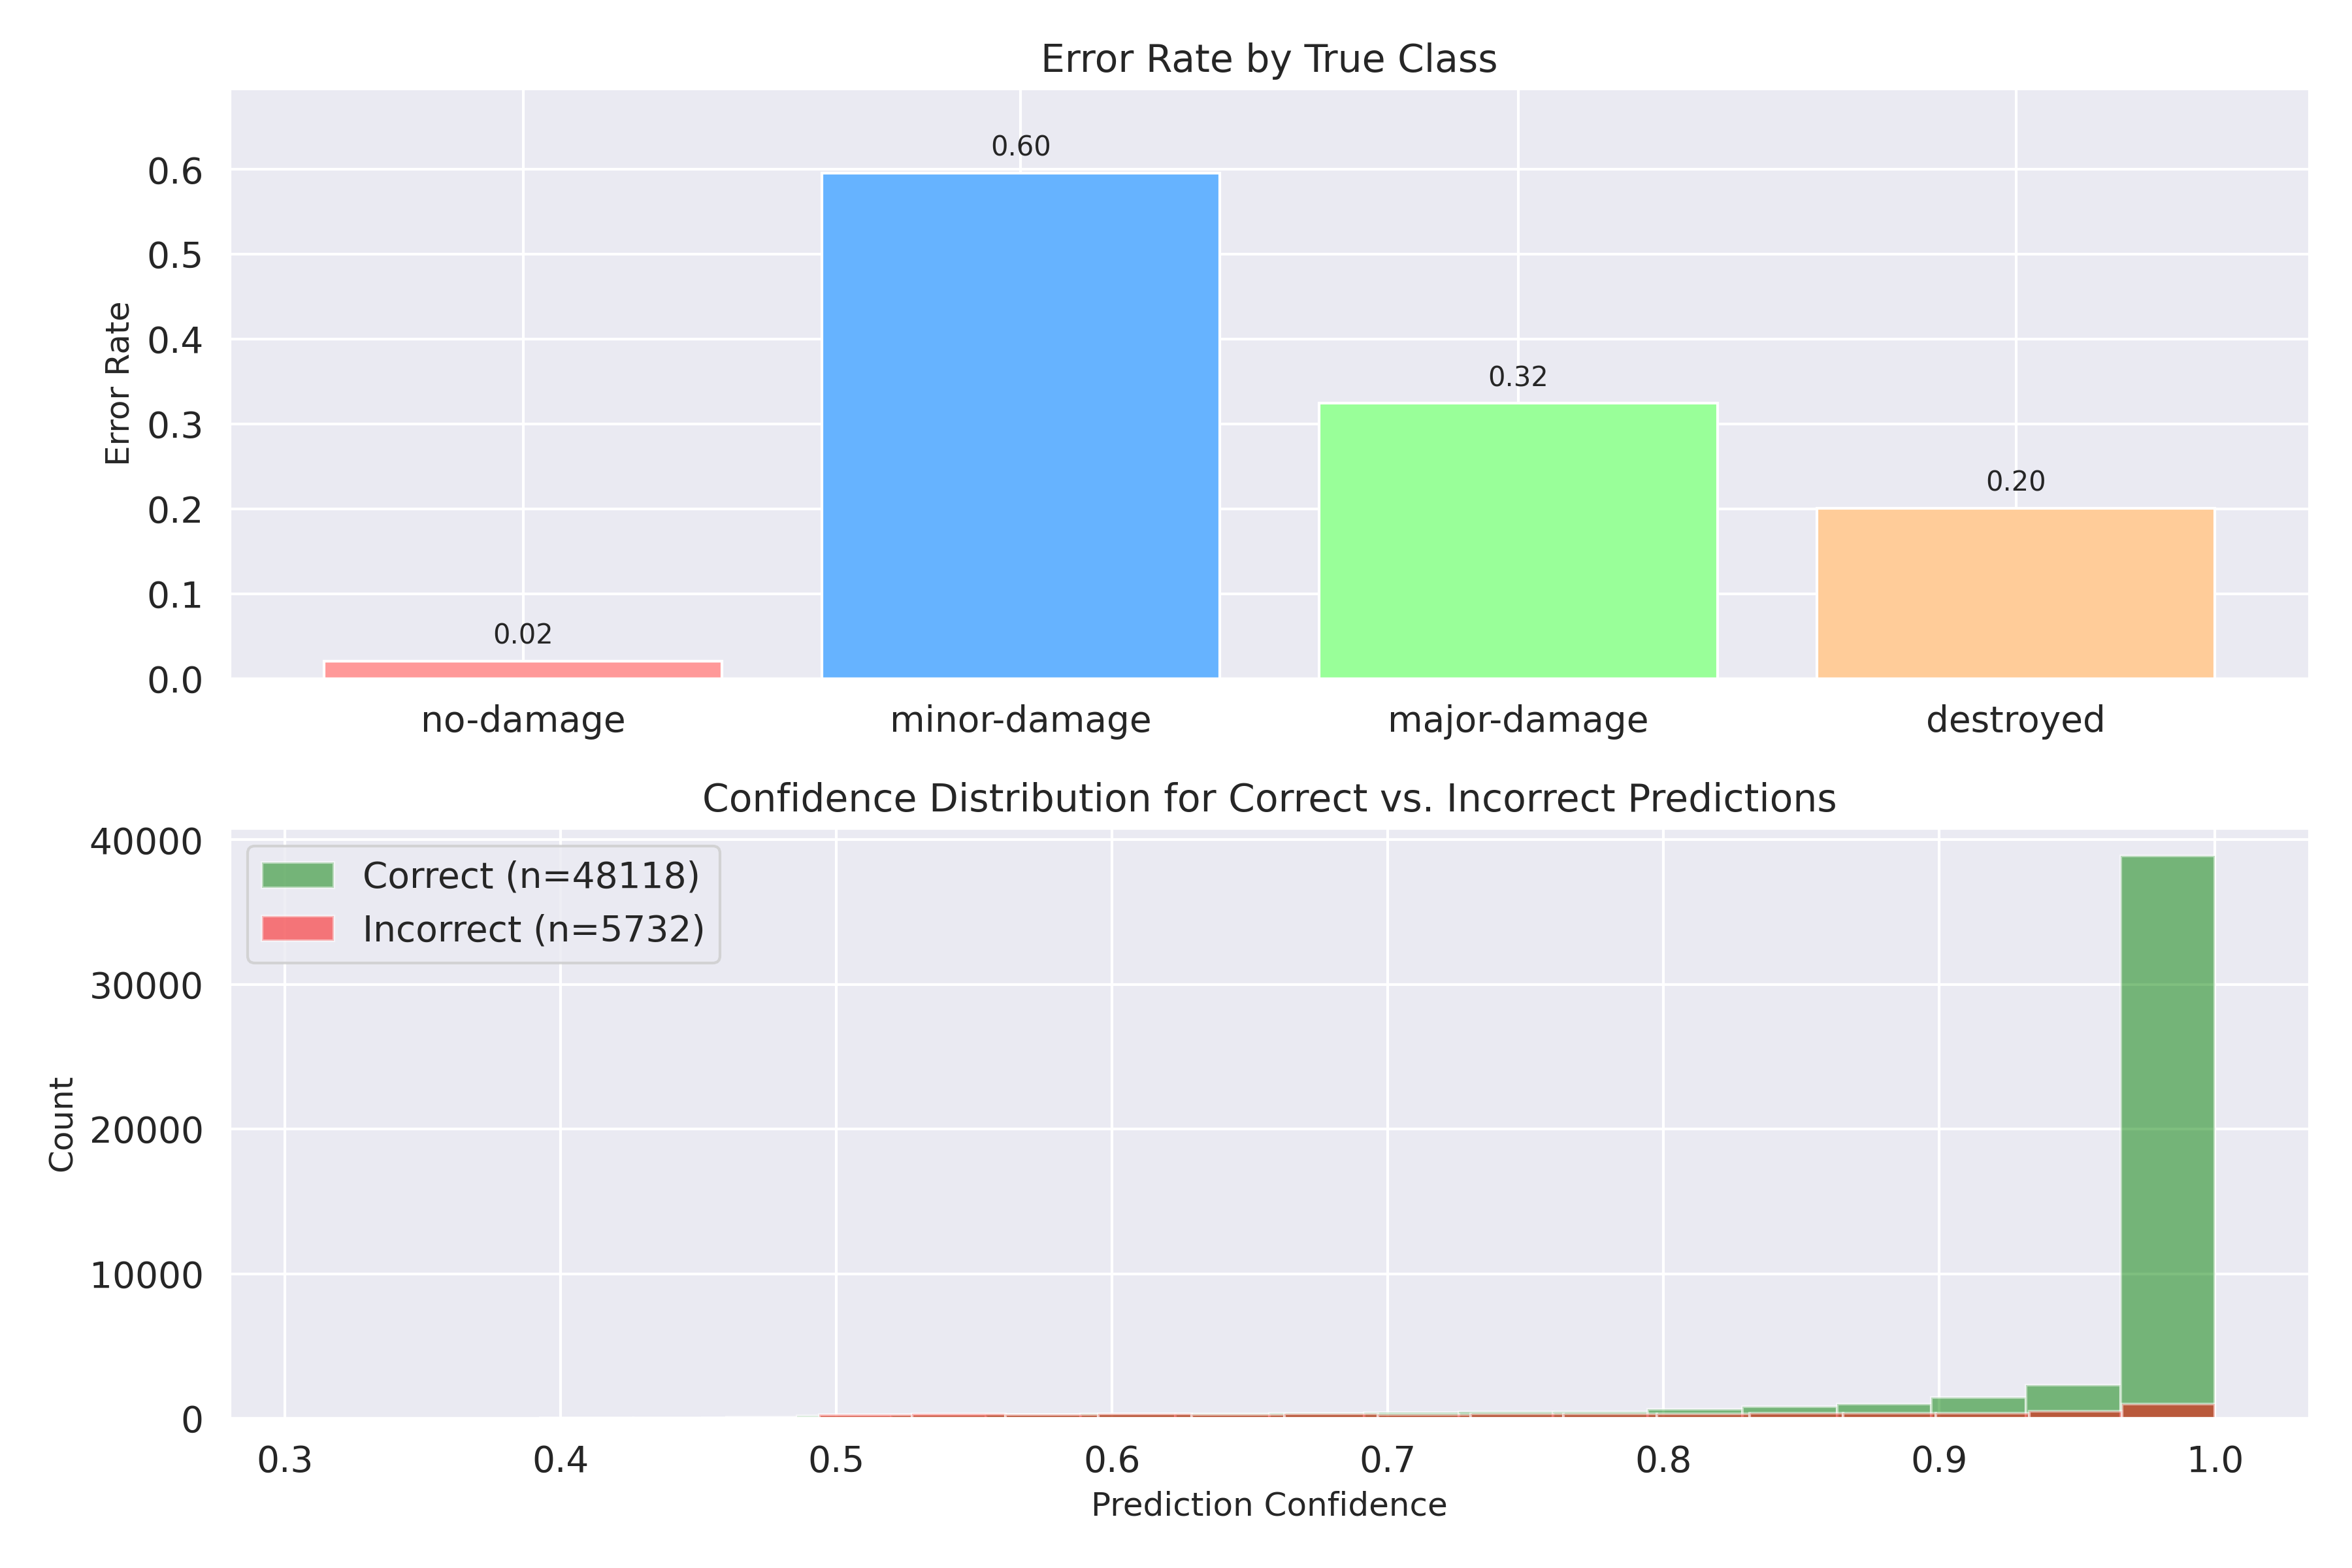 Error Rate by True Class
Error Rate
0.6
0.5
0.4
0.3
0.2
0.1
0.0
0.02
0.60
0.32
0.20
no-damage minor-damage major-damage destroyed
Confidence Distribution for Correct vs. Incorrect Predictions
Count
40000
30000
20000
10000
0
Correct (n=48118)
Incorrect (n=5732)
0.3 0.4 0.5 0.6 0.7 0.8 0.9 1.0
Prediction Confidence